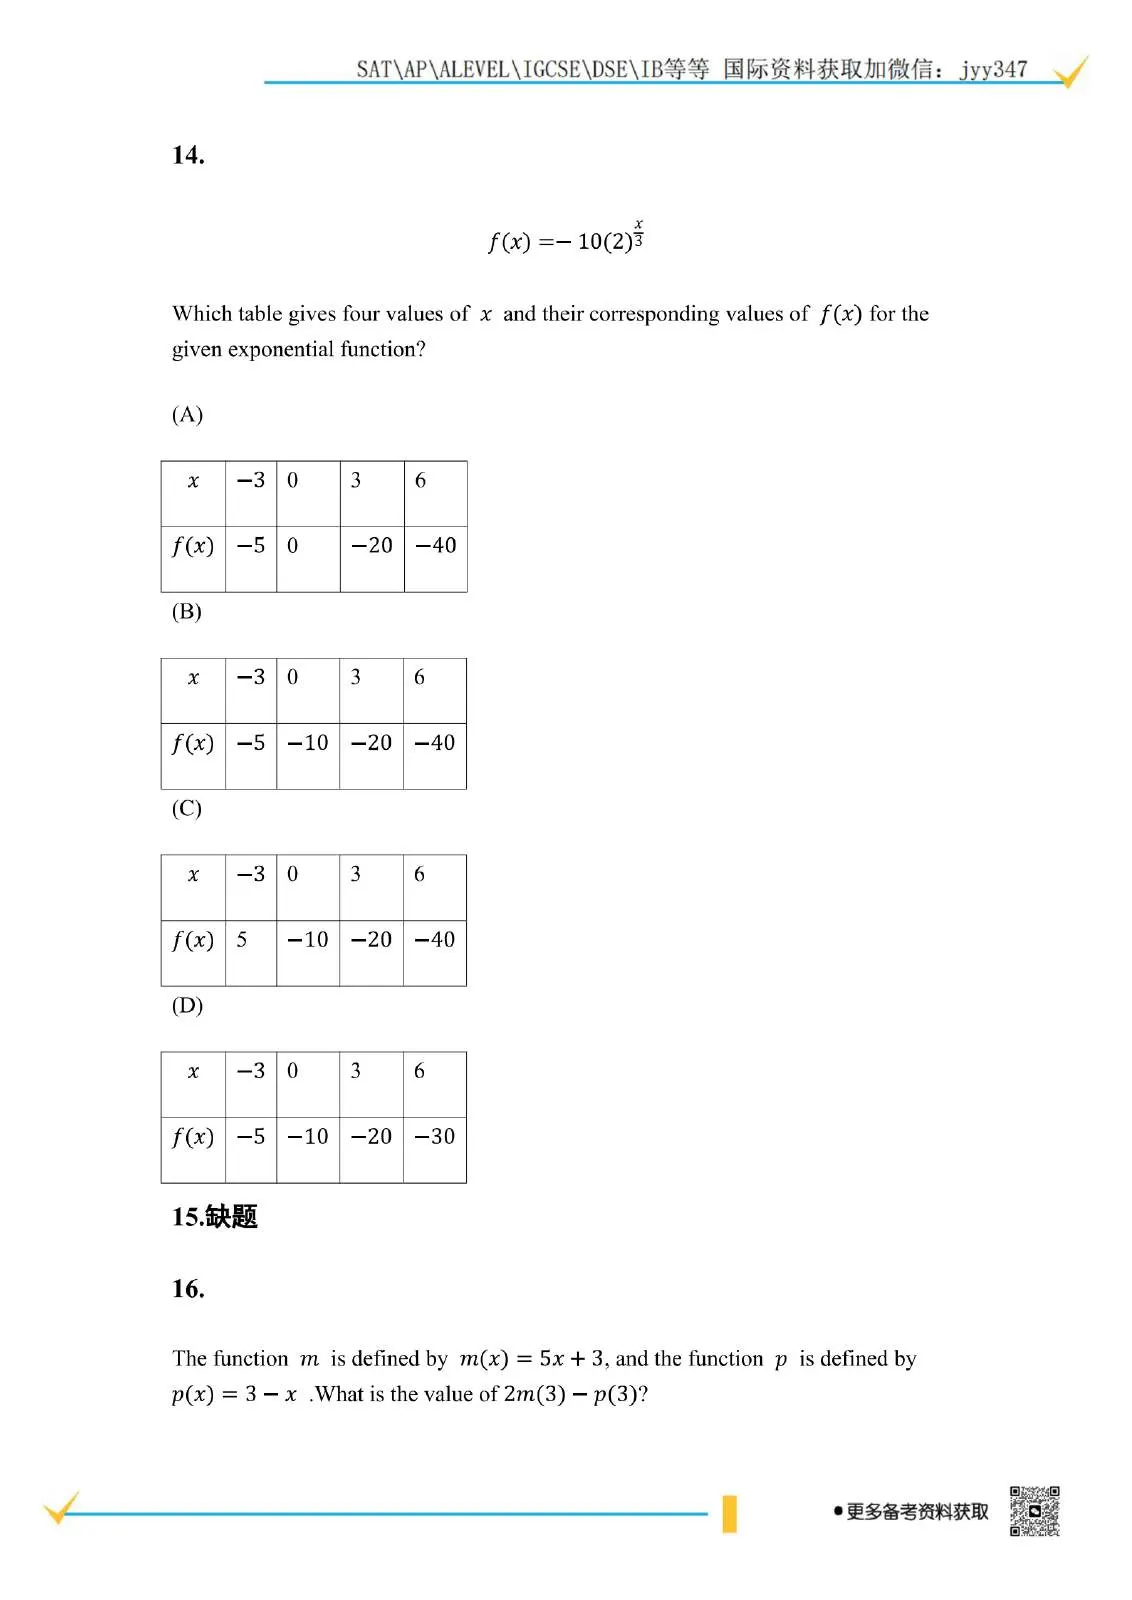 SAT\AP\ALEVEL\IGCSE\DSE\IB等等 国际资料获取加微信：jyy347
14.
f(x) =− 10(2)^{x/3}
Which table gives four values of x and their corresponding values of f(x) for the
given exponential function?
(A)
x −3 0 3 6
f(x) −5 0 −20 −40
(B)
x −3 0 3 6
f(x) −5 −10 −20 −40
(C)
x −3 0 3 6
f(x) 5 −10 −20 −40
(D)
x −3 0 3 6
f(x) −5 −10 −20 −30
15.缺题
16.
The function m is defined by m(x) = 5x + 3, and the function p is defined by
p(x) = 3 − x .What is the value of 2m(3) − p(3)?
•更多备考资料获取